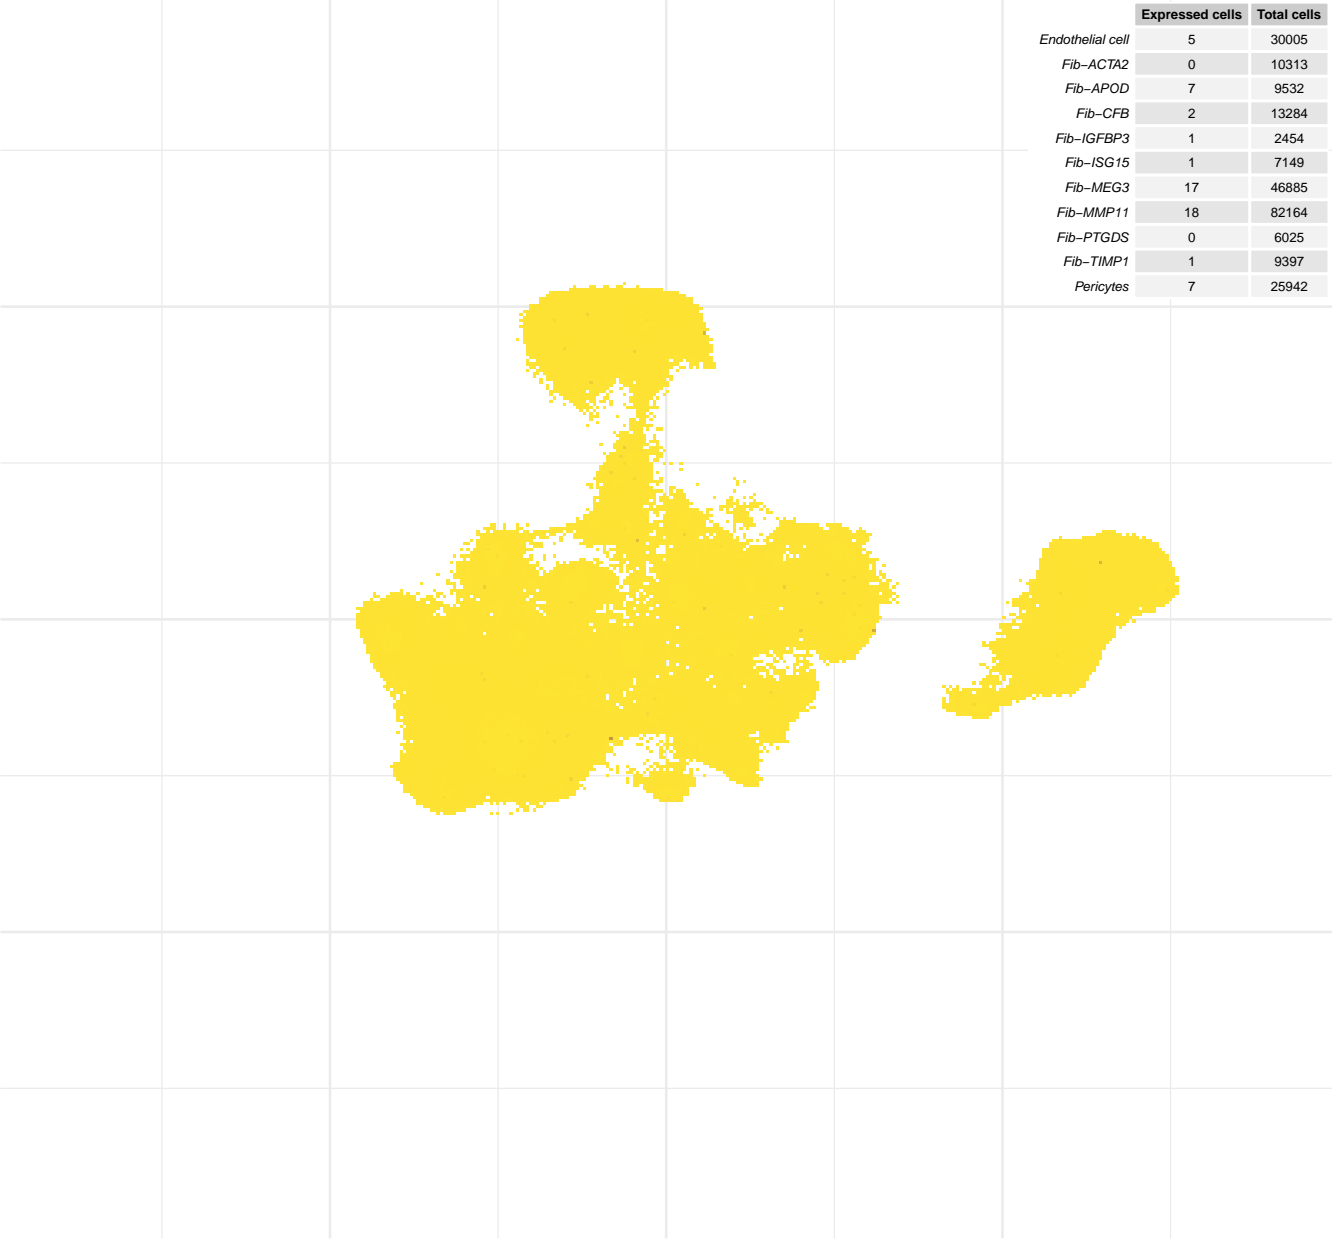 Expressed cells Total cells
Endothelial cell 5 30005
Fib−ACTA2 0 10313
Fib−APOD 7 9532
Fib−CFB 2 13284
Fib−IGFBP3 1 2454
Fib−ISG15 1 7149
Fib−MEG3 17 46885
Fib−MMP11 18 82164
Fib−PTGDS 0 6025
Fib−TIMP1 1 9397
Pericytes 7 25942